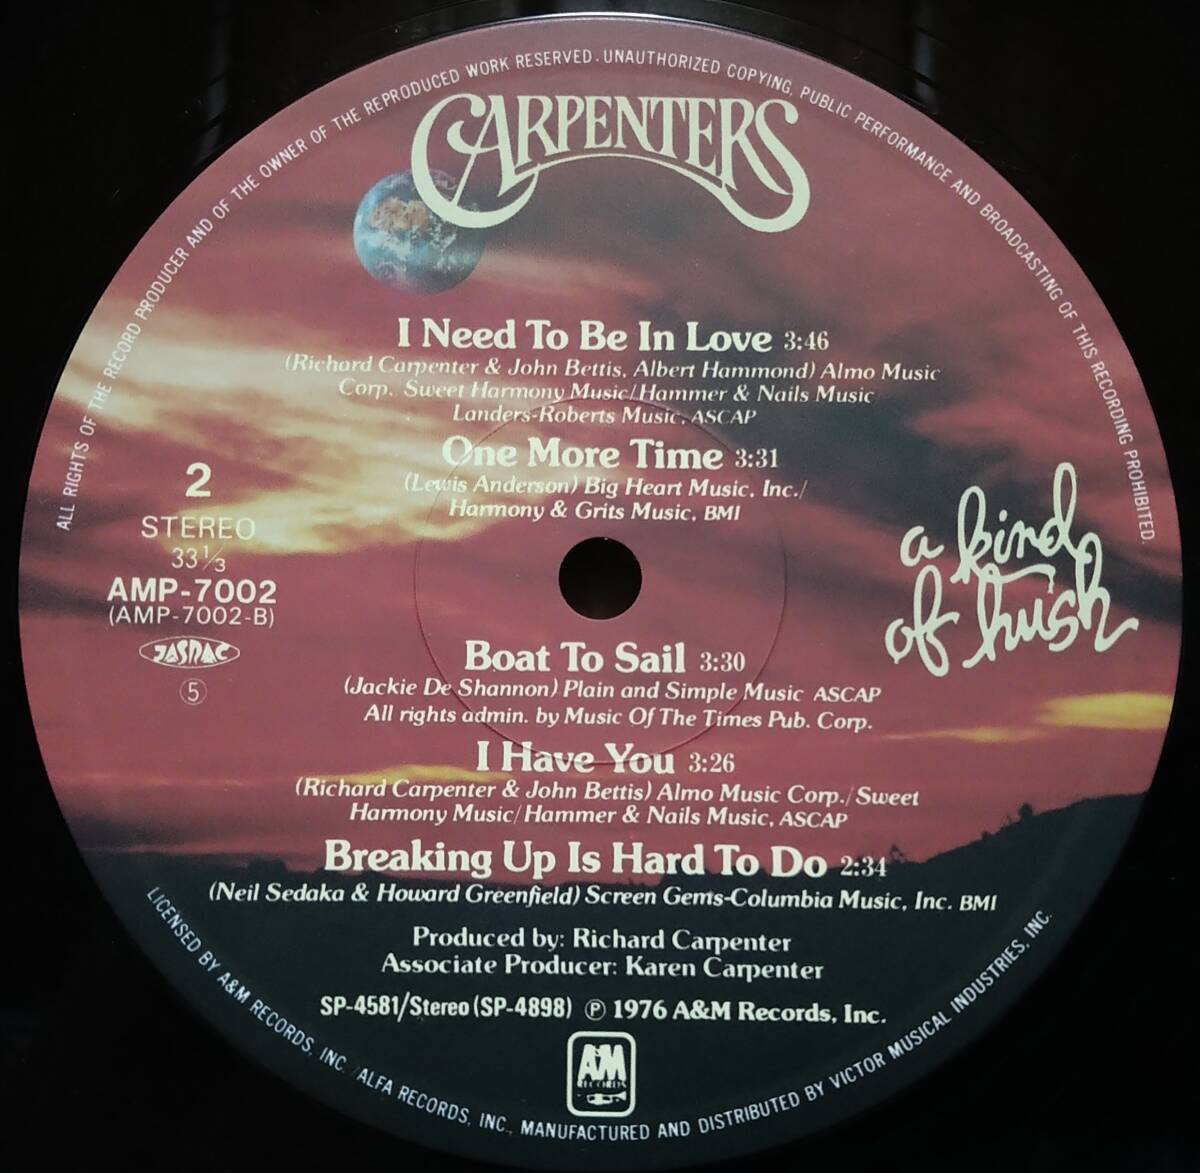 ALL RIGHTS OF THE RECORD PRODUCER AND OF THE OWNER OF THE REPRODUCED WORK RESERVED. UNAUTHORIZED COPYING, PUBLIC PERFORMANCE AND BROADCASTING OF THIS RECORDING PROHIBITED.
CARPENTERS
I Need To Be In Love 3:46
(Richard Carpenter & John Bettis, Albert Hammond) Almo Music
Corp. Sweet Harmony Music/Hammer & Nails Music
Landers-Roberts Music, ASCAP
One More Time 3:31
(Lewis Anderson) Big Heart Music, Inc./
Harmony & Grits Music, BMI
2
STEREO
33 1/3
AMP-7002
(AMP-7002-B)
JASRAC
⑤
a kind
of hush
Boat To Sail 3:30
(Jackie De Shannon) Plain and Simple Music ASCAP
All rights admin. by Music Of The Times Pub. Corp.
I Have You 3:26
(Richard Carpenter & John Bettis) Almo Music Corp./Sweet
Harmony Music/Hammer & Nails Music, ASCAP
Breaking Up Is Hard To Do 2:34
(Neil Sedaka & Howard Greenfield) Screen Gems-Columbia Music, Inc. BMI
Produced by: Richard Carpenter
Associate Producer: Karen Carpenter
SP-4581/Stereo (SP-4898) ℗ 1976 A&M Records, Inc.
A&M
RECORDS
LICENSED BY A&M RECORDS, INC./ALFA RECORDS, INC., MANUFACTURED AND DISTRIBUTED BY VICTOR MUSICAL INDUSTRIES, INC.